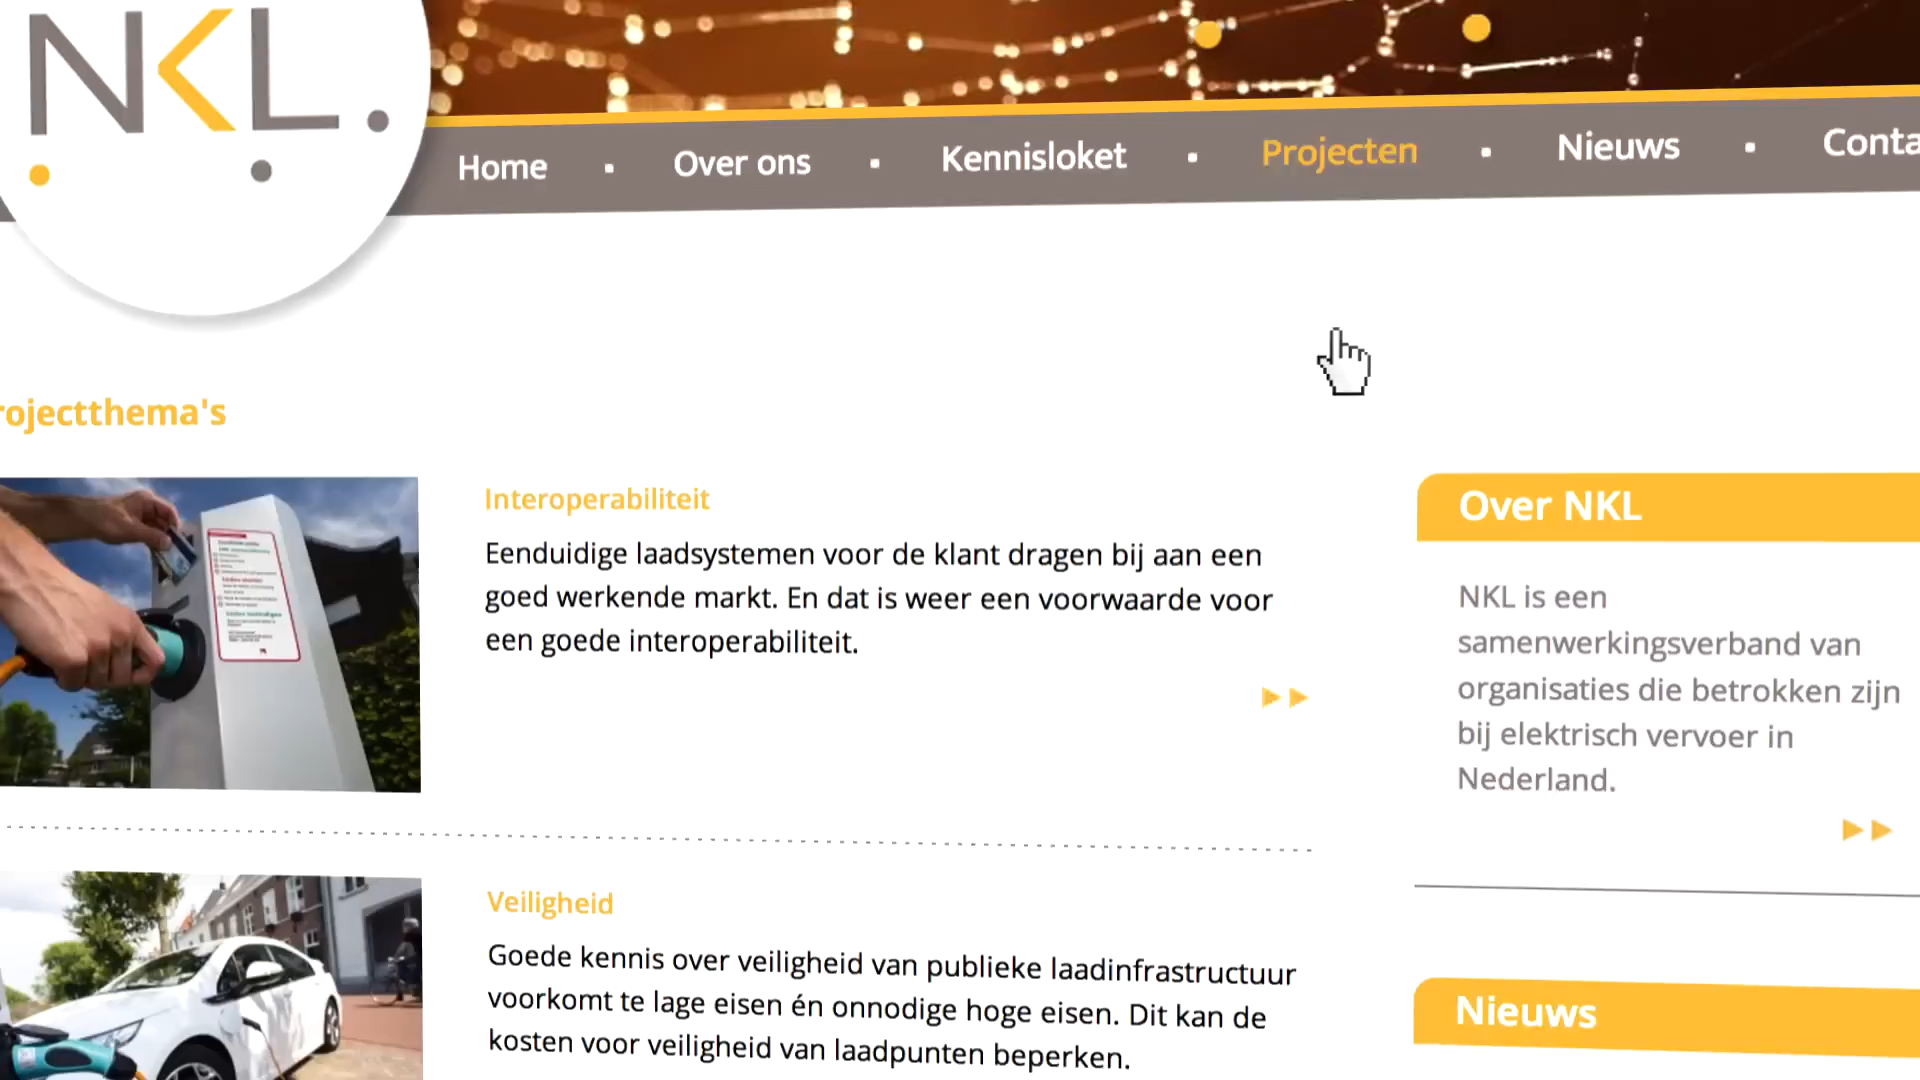 NKL.
Home
Over ons
Kennisloket
Projecten
Nieuws
Conta
rojectthema's
Interoperabiliteit
Eenduidige laadsystemen voor de klant dragen bij aan een
goed werkende markt. En dat is weer een voorwaarde voor
een goede interoperabiliteit.
Veiligheid
Goede kennis over veiligheid van publieke laadinfrastructuur
voorkomt te lage eisen én onnodige hoge eisen. Dit kan de
kosten voor veiligheid van laadpunten beperken.
Over NKL
NKL is een
samenwerkingsverband van
organisaties die betrokken zijn
bij elektrisch vervoer in
Nederland.
Nieuws